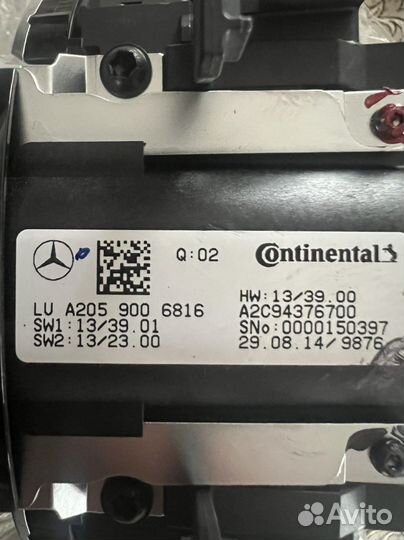 Q:02
Continental
LU A205 900 6816
SW1:13/39.01
SW2:13/23.00
HW:13/39.00
A2C94376700
SNo:0000150397
29.08.14/9876
Avito